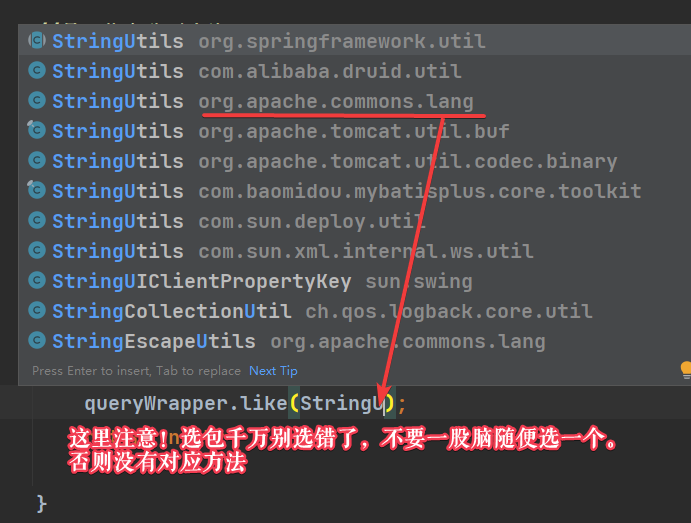 StringUtils org.springframework.util
StringUtils com.alibaba.druid.util
StringUtils org.apache.commons.lang
StringUtils org.apache.tomcat.util.buf
StringUtils org.apache.tomcat.util.codec.binary
StringUtils com.baomidou.mybatisplus.core.toolkit
StringUtils com.sun.deploy.util
StringUtils com.sun.xml.internal.ws.util
StringUIClientPropertyKey sun.swing
StringCollectionUtil ch.qos.logback.core.util
StringEscapeUtils org.apache.commons.lang
Press Enter to insert, Tab to replace Next Tip
queryWrapper.like(StringU);
这里注意！选包千万别选错了，不要一股脑随便选一个。
否则没有对应方法
}